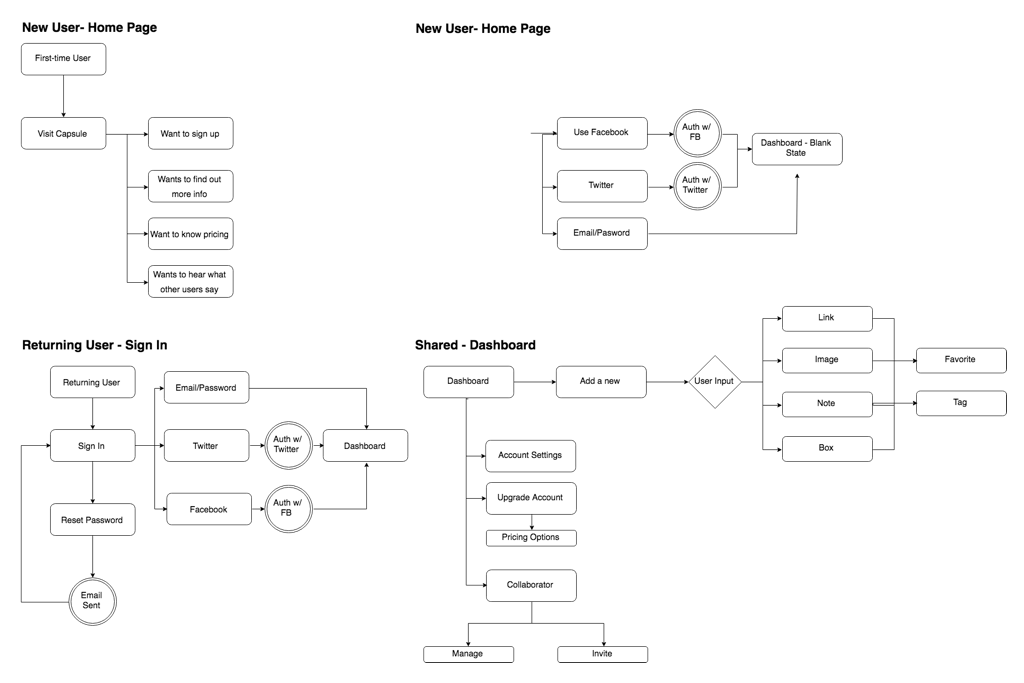 New User- Home Page
First-time User
Visit Capsule
Want to sign up
Wants to find out
more info
Want to know pricing
Wants to hear what
other users say
New User- Home Page
Use Facebook
Auth w/
FB
Twitter
Auth w/
Twitter
Email/Pasword
Dashboard - Blank
State
Returning User - Sign In
Returning User
Sign In
Reset Password
Email
Sent
Email/Password
Twitter
Auth w/
Twitter
Facebook
Auth w/
FB
Dashboard
Shared - Dashboard
Dashboard
Add a new
User Input
Link
Image
Note
Box
Favorite
Tag
Account Settings
Upgrade Account
Pricing Options
Collaborator
Manage
Invite